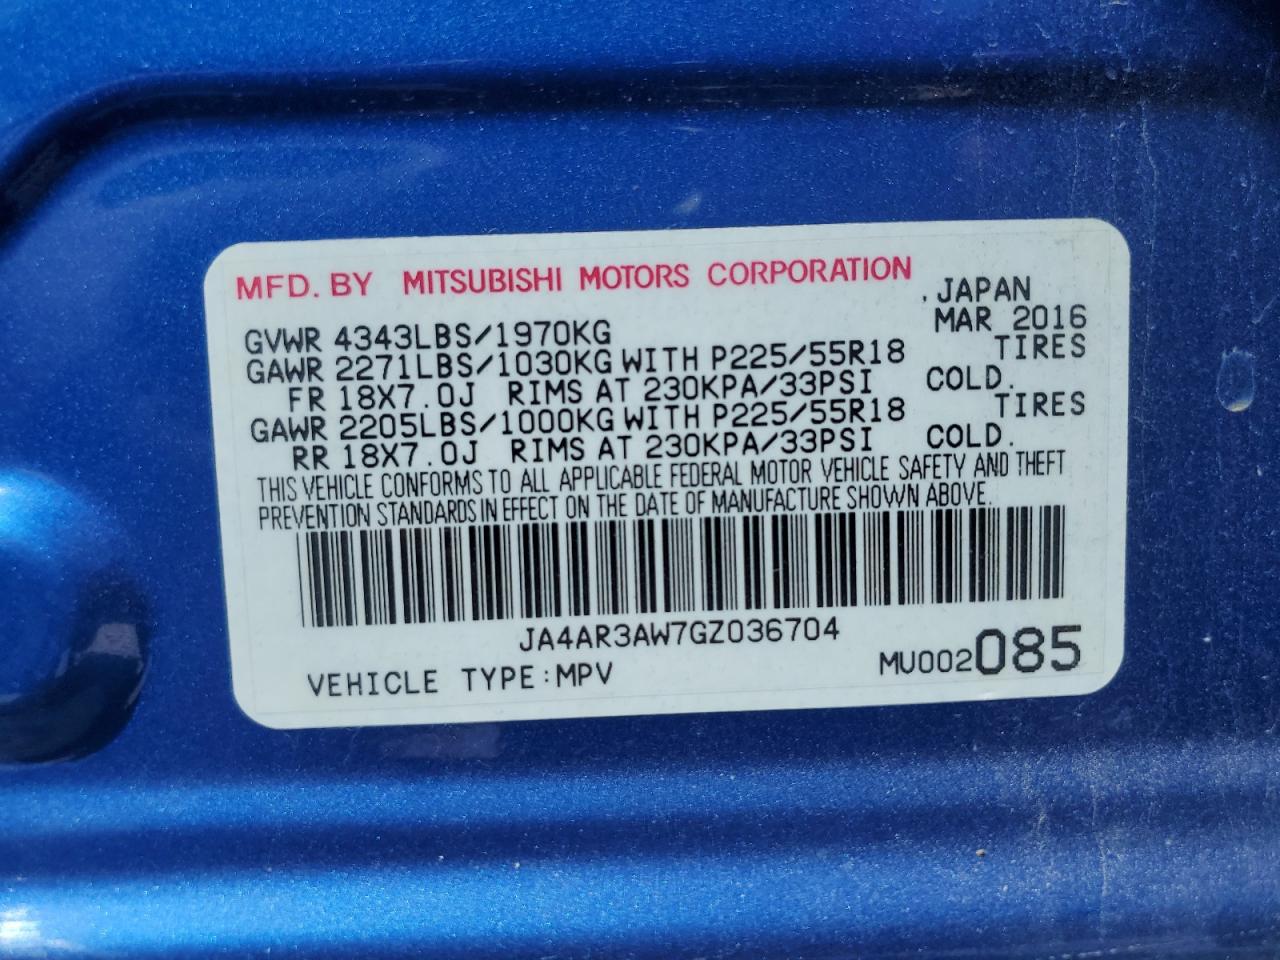 MFD. BY MITSUBISHI MOTORS CORPORATION
, JAPAN
GVWR 4343LBS/1970KG MAR 2016
GAWR 2271LBS/1030KG WITH P225/55R18 TIRES
FR 18X7.0J RIMS AT 230KPA/33PSI COLD.
GAWR 2205LBS/1000KG WITH P225/55R18 TIRES
RR 18X7.0J RIMS AT 230KPA/33PSI COLD.
THIS VEHICLE CONFORMS TO ALL APPLICABLE FEDERAL MOTOR VEHICLE SAFETY AND THEFT
PREVENTION STANDARDS IN EFFECT ON THE DATE OF MANUFACTURE SHOWN ABOVE.
JA4AR3AW7GZ036704
VEHICLE TYPE:MPV MU002085